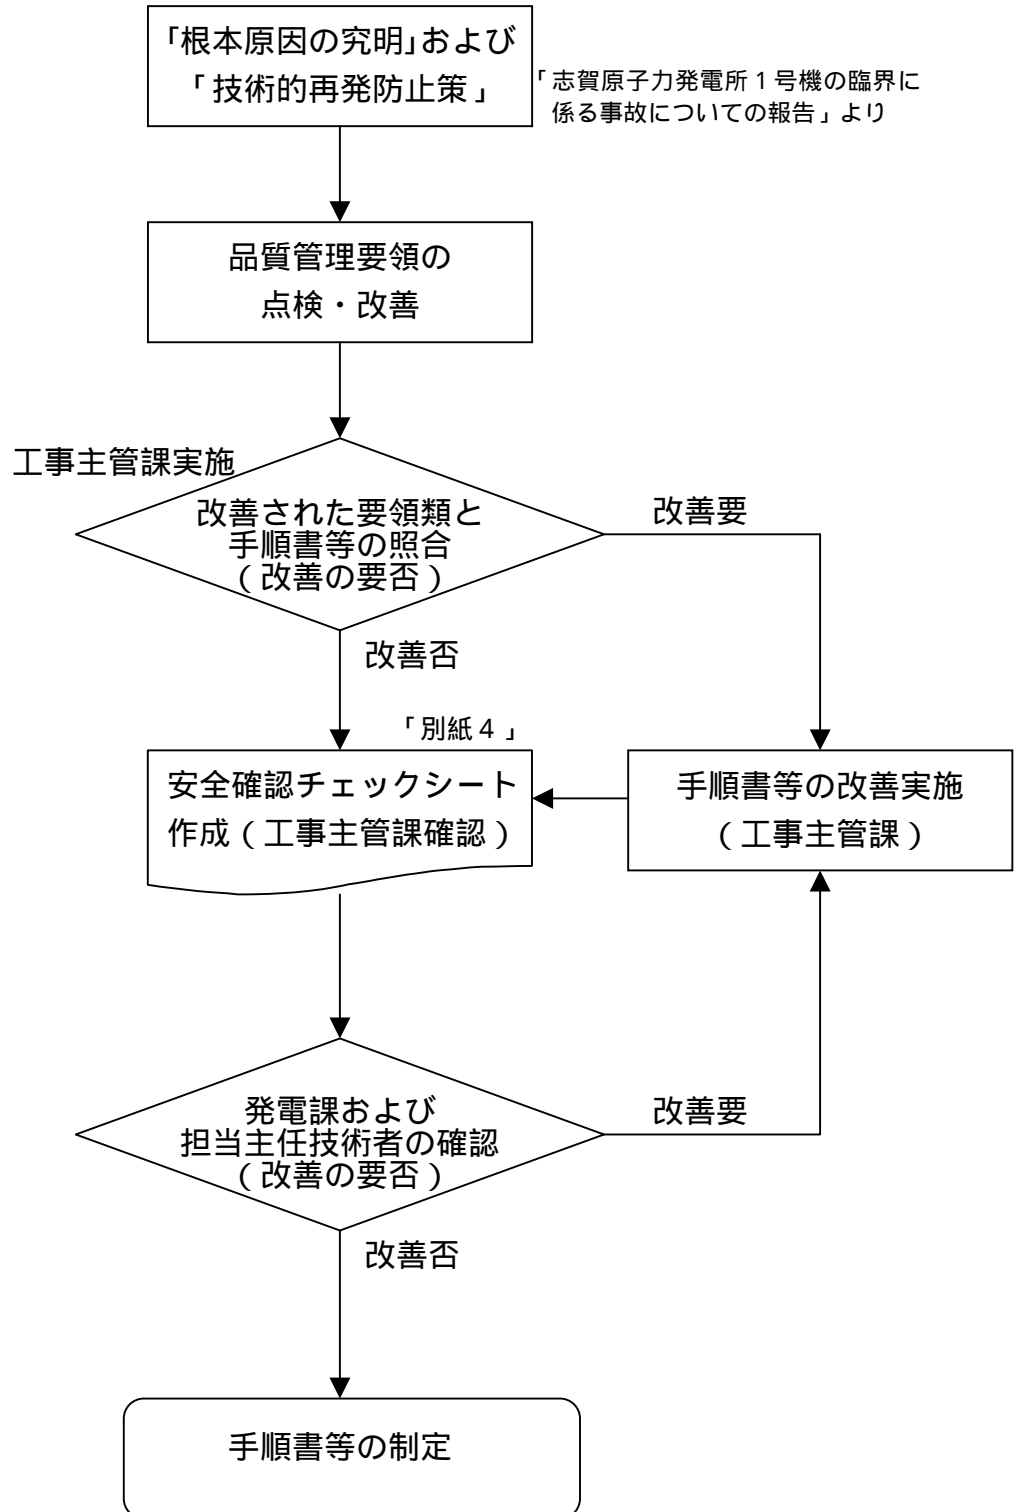 「根本原因の究明」および
「技術的再発防止策」
「志賀原子力発電所1号機の臨界に
係る事故についての報告」より
品質管理要領の
点検・改善
工事主管課実施
改善された要領類と
手順書等の照合
(改善の要否)
改善要
改善否
「別紙4」
安全確認チェックシート
作成(工事主管課確認)
手順書等の改善実施
(工事主管課)
発電課および
担当主任技術者の確認
(改善の要否)
改善要
改善否
手順書等の制定